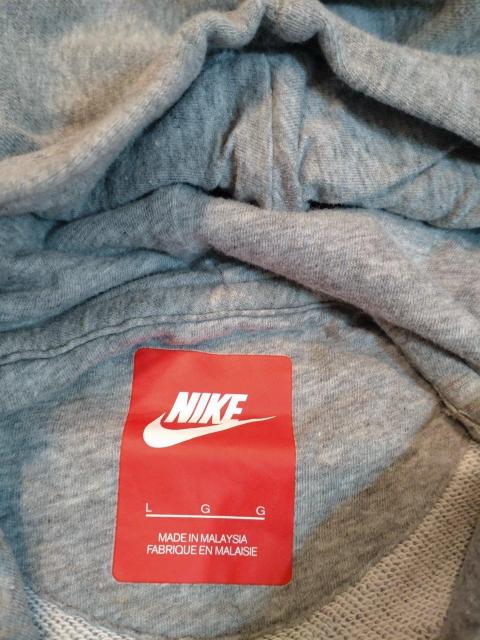 NIKE
L G G
MADE IN MALAYSIA
FABRIQUE EN MALAISIE